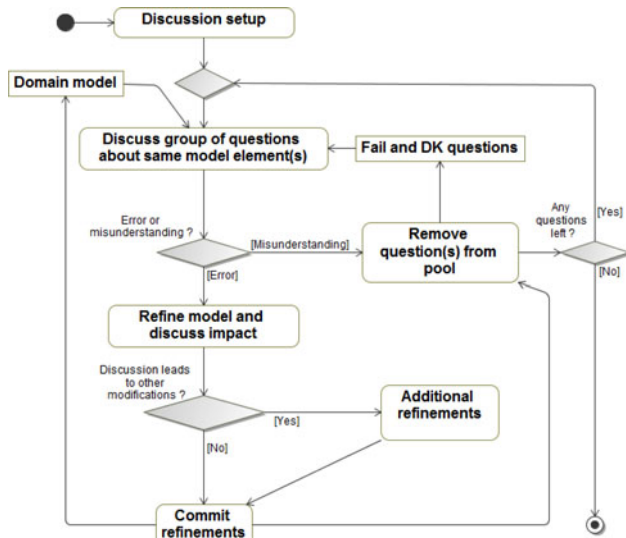 Discussion setup
Domain model
Discuss group of questions
about same model element(s)
Fail and DK questions
Error or
misunderstanding ?
[Misunderstanding]
[Error]
Remove
question(s) from
pool
Any
questions
left ?
[Yes]
[No]
Refine model and
discuss impact
Discussion leads
to other
modifications ?
[Yes]
[No]
Additional
refinements
Commit
refinements